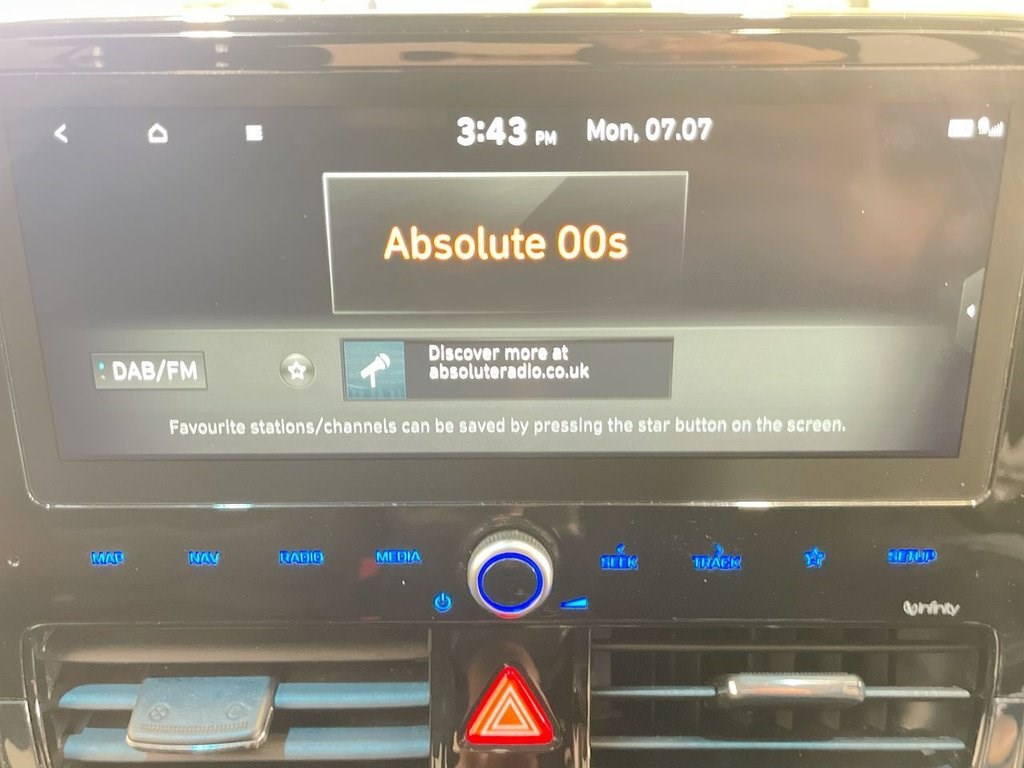 3:43 PM Mon, 07.07
Absolute 00s
DAB/FM
Discover more at
absoluteradio.co.uk
Favourite stations/channels can be saved by pressing the star button on the screen.
MAP NAV RADIO MEDIA SEEK TRACK SETUP
infinity